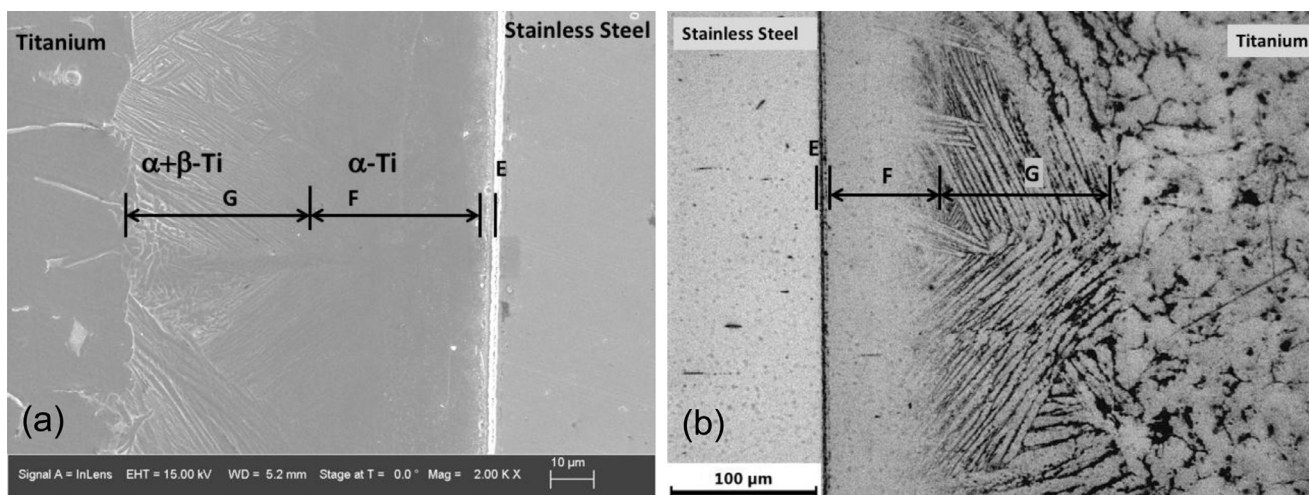 Titanium
Stainless Steel
E
α+β-Ti
α-Ti
G
F
(a)
Signal A = InLens EHT = 15.00 kV WD = 5.2 mm Stage at T = 0.0 ° Mag = 2.00 K X 10 µm
Stainless Steel
Titanium
E
F
G
(b)
100 µm